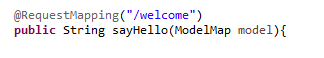 @RequestMapping("/welcome")
public String sayHello(ModelMap model){